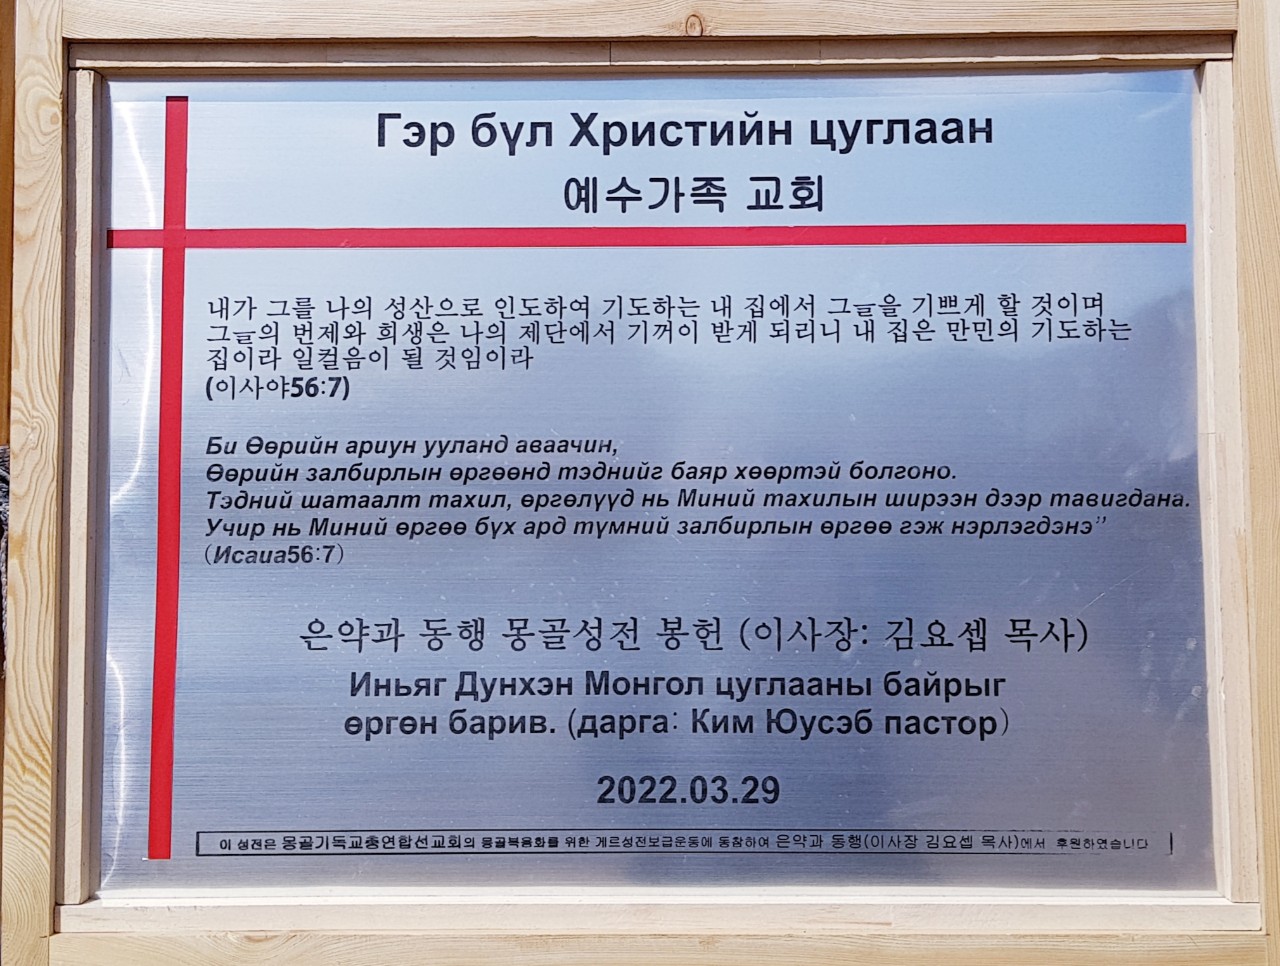 Гэр бүл Христийн цуглаан
예수가족 교회
내가 그를 나의 성산으로 인도하여 기도하는 내 집에서 그들을 기쁘게 할 것이며
그들의 번제와 희생은 나의 제단에서 기꺼이 받게 되리니 내 집은 만민의 기도하는
집이라 일컬음이 될 것임이라
(이사야56:7)
Би Өөрийн ариун ууланд аваачин,
Өөрийн залбирлын өргөөнд тэднийг баяр хөөртэй болгоно.
Тэдний шатаалт тахил, өргөлүүд нь Миний тахилын ширээн дээр тавигдана.
Учир нь Миний өргөө бүх ард түмний залбирлын өргөө гэж нэрлэгдэнэ”
(Исаиа56:7)
은약과 동행 몽골성전 봉헌 (이사장: 김요셉 목사)
Иньяг Дунхэн Монгол цуглааны байрыг
өргөн барив. (дарга: Ким Юусэб пастор)
2022.03.29
이 성전은 몽골기독교총연합선교회의 몽골복음화를 위한 게르성전보급운동에 동참하여 은약과 동행(이사장 김요셉 목사)에서 후원하였습니다